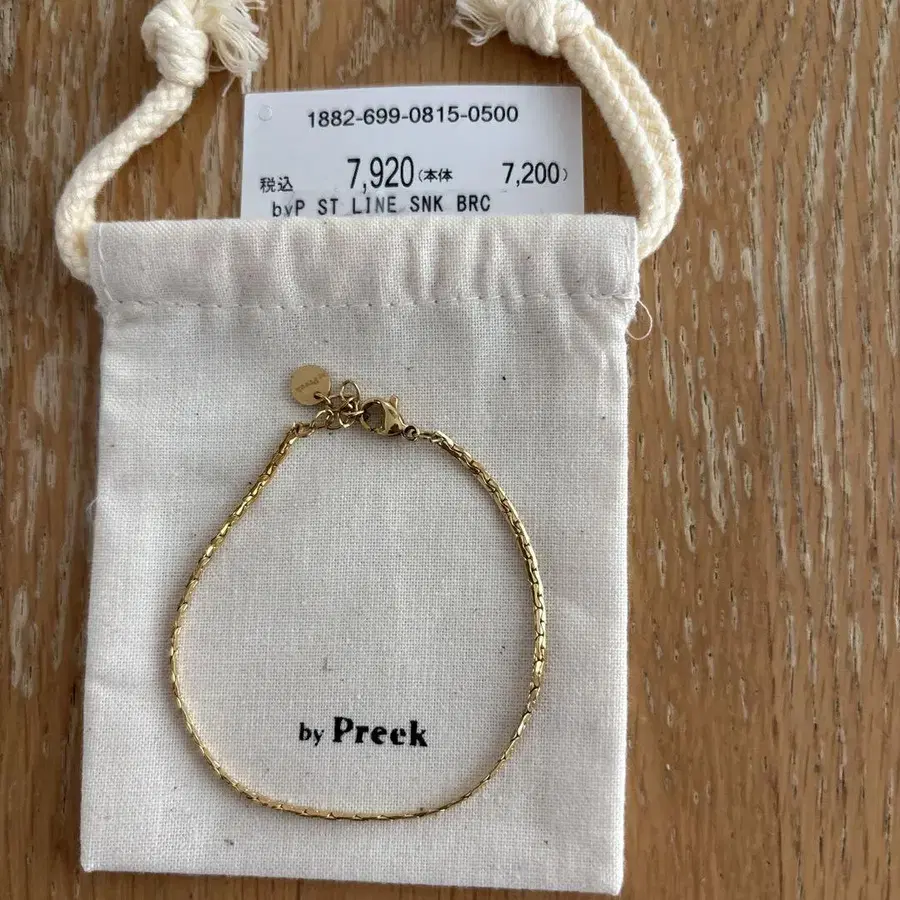 1882-699-0815-0500
税込 7,920(本体 7,200)
byP ST LINE SNK BRC
Preek
by Preek